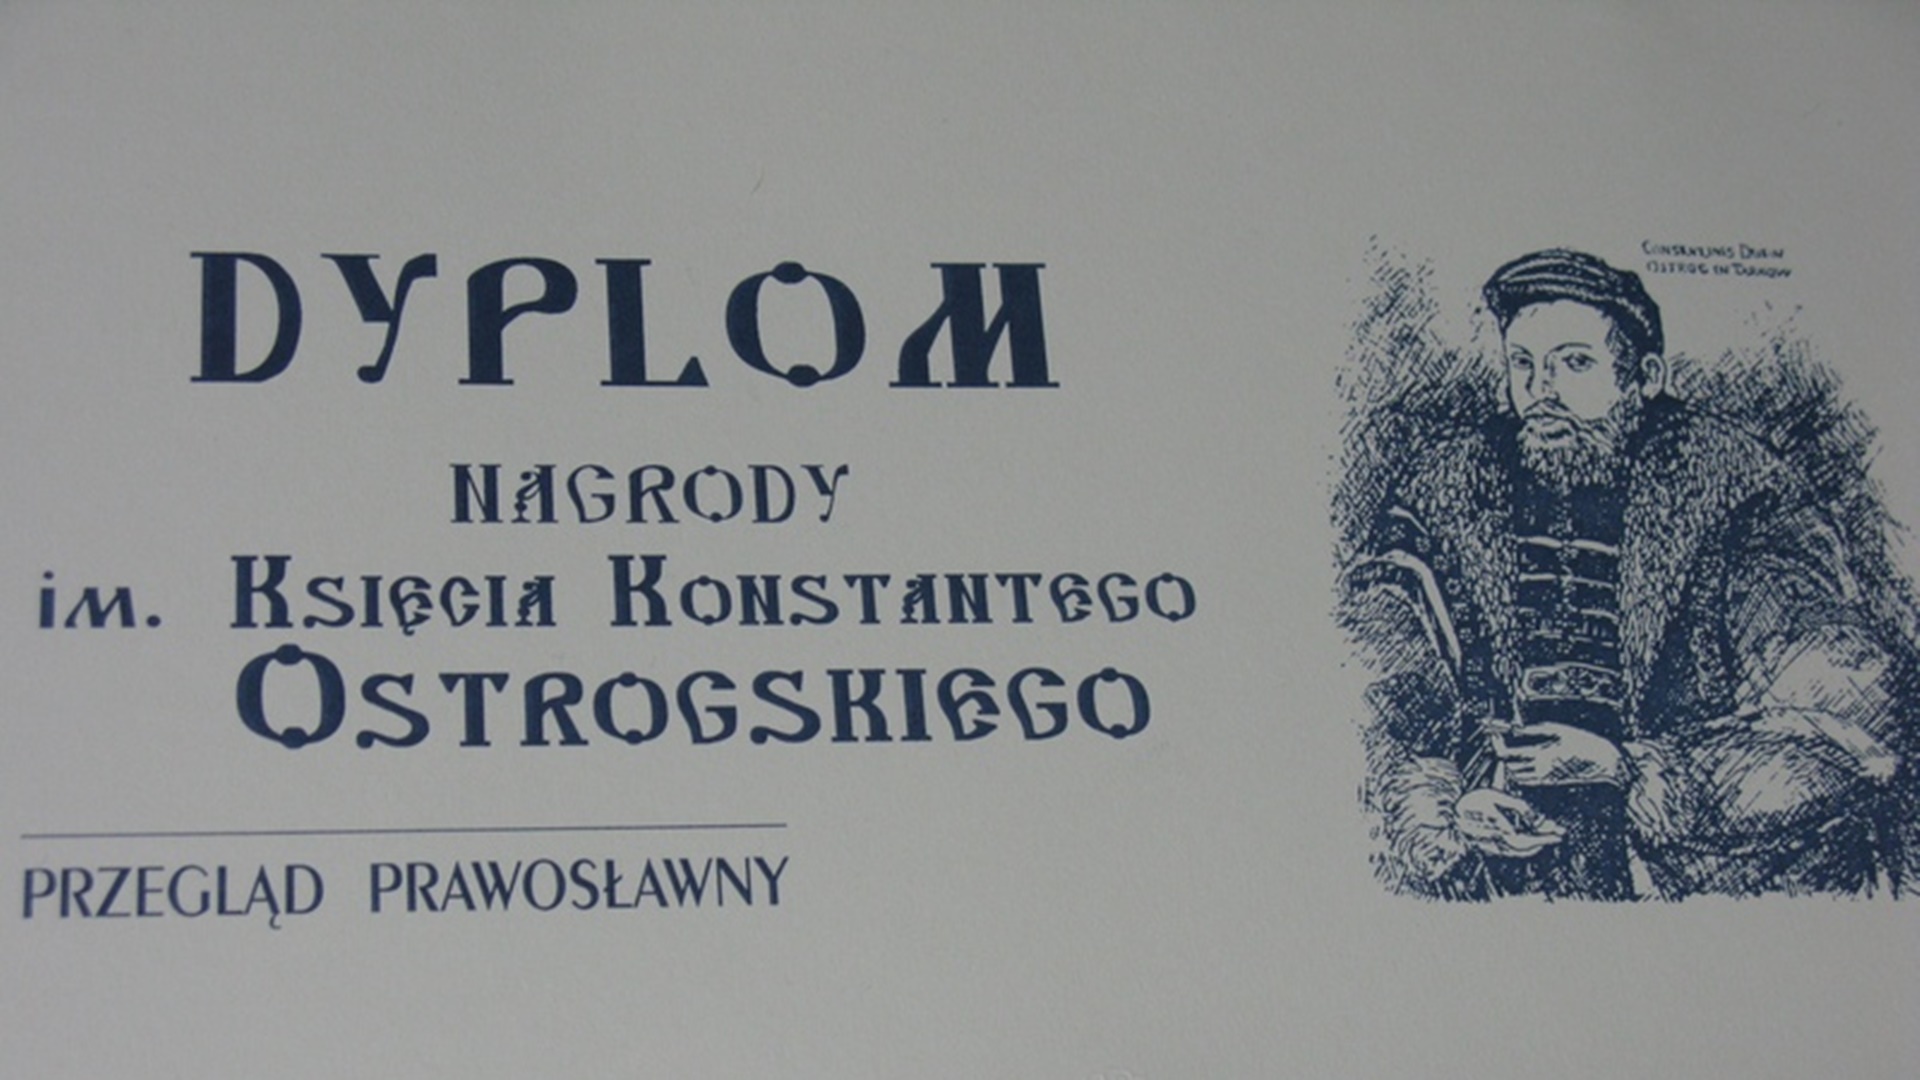 DYPLOM
NAGRODY
im. KSIĘCIA KONSTANTEGO
OSTROGSKIEGO
PRZEGLĄD PRAWOSŁAWNY